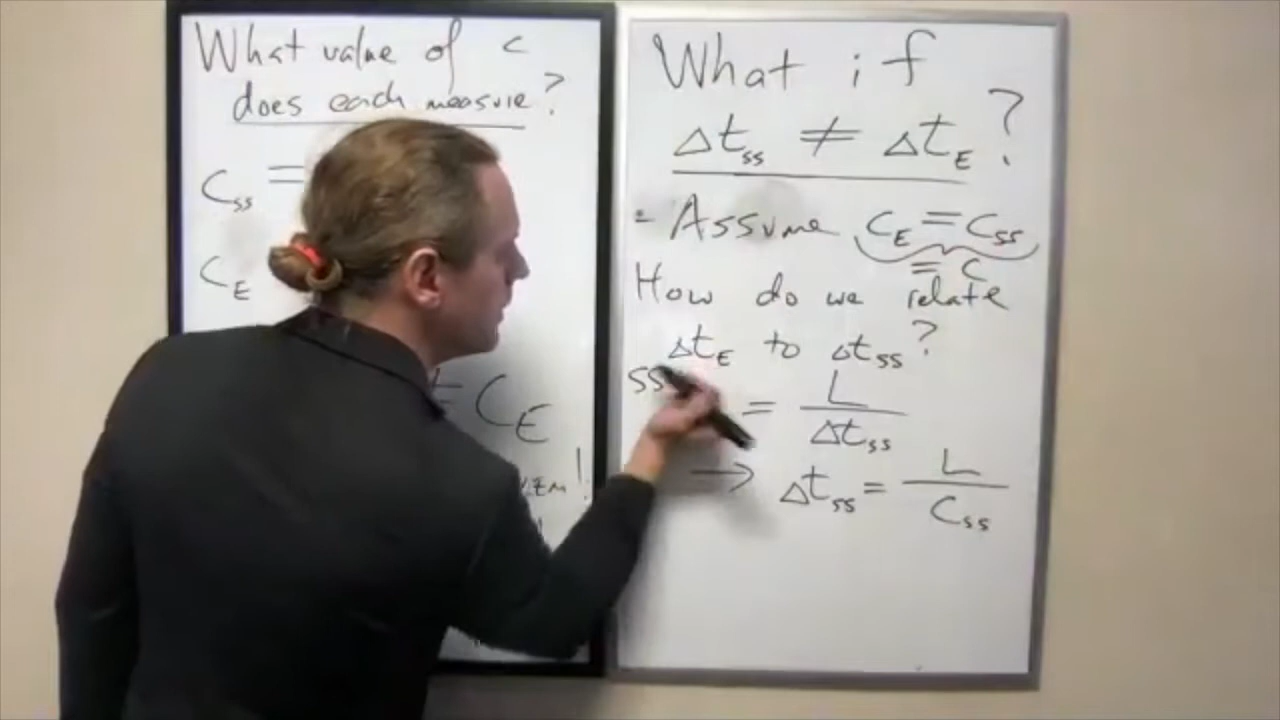 What value of c
does each measure?
C_ss =
C_E
= C_E
!
What if
Δt_ss ≠ Δt_E ?
- Assume C_E = C_ss
= c
How do we relate
Δt_E to Δt_ss ?
ss
= L / Δt_ss
→ Δt_ss = L / C_ss